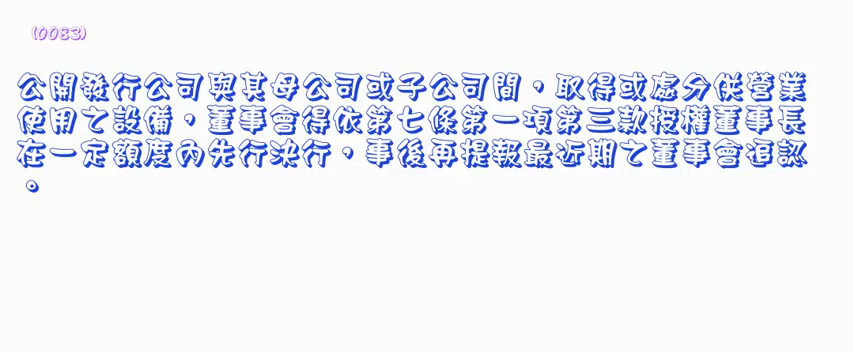 (0083)
公開發行公司與其母公司或子公司間，取得或處分供營業
使用之設備，董事會得依第七條第一項第三款授權董事長
在一定額度內先行決行，事後再提報最近期之董事會追認
。